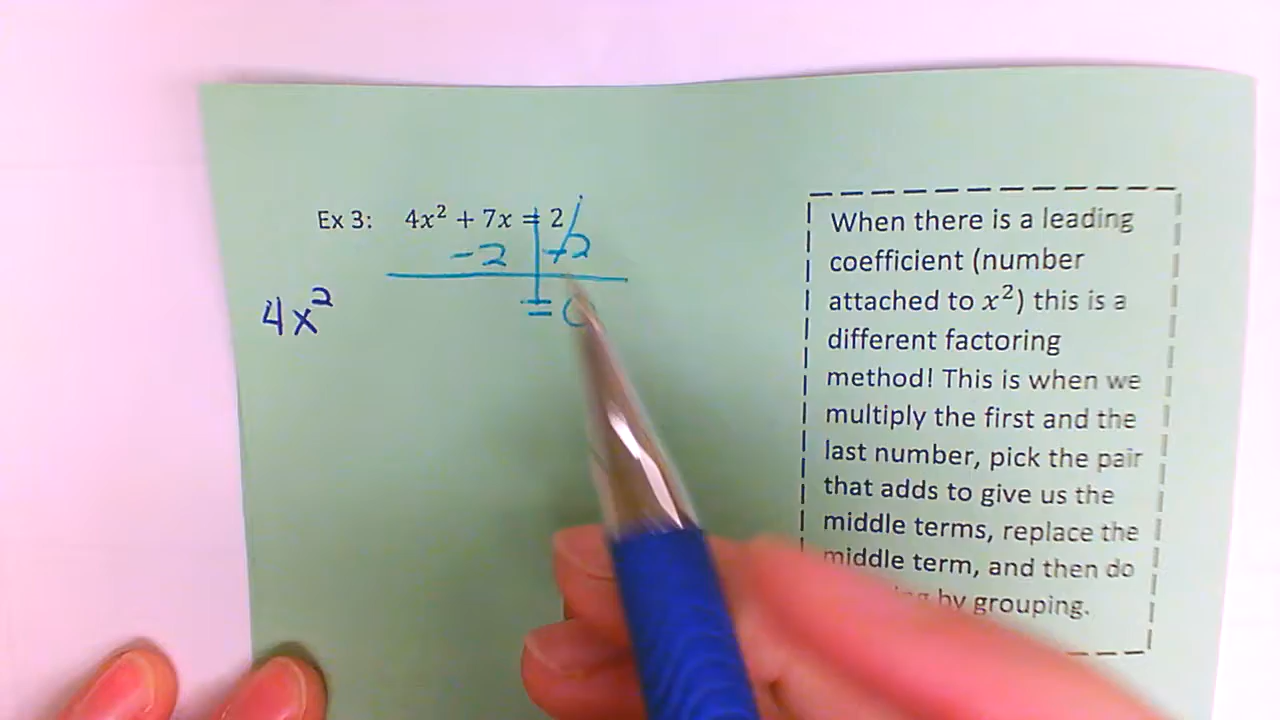 Ex 3: 4x² + 7x = 2
-2 -2
= 0
4x²
When there is a leading
coefficient (number
attached to x²) this is a
different factoring
method! This is when we
multiply the first and the
last number, pick the pair
that adds to give us the
middle terms, replace the
middle term, and then do
by grouping.